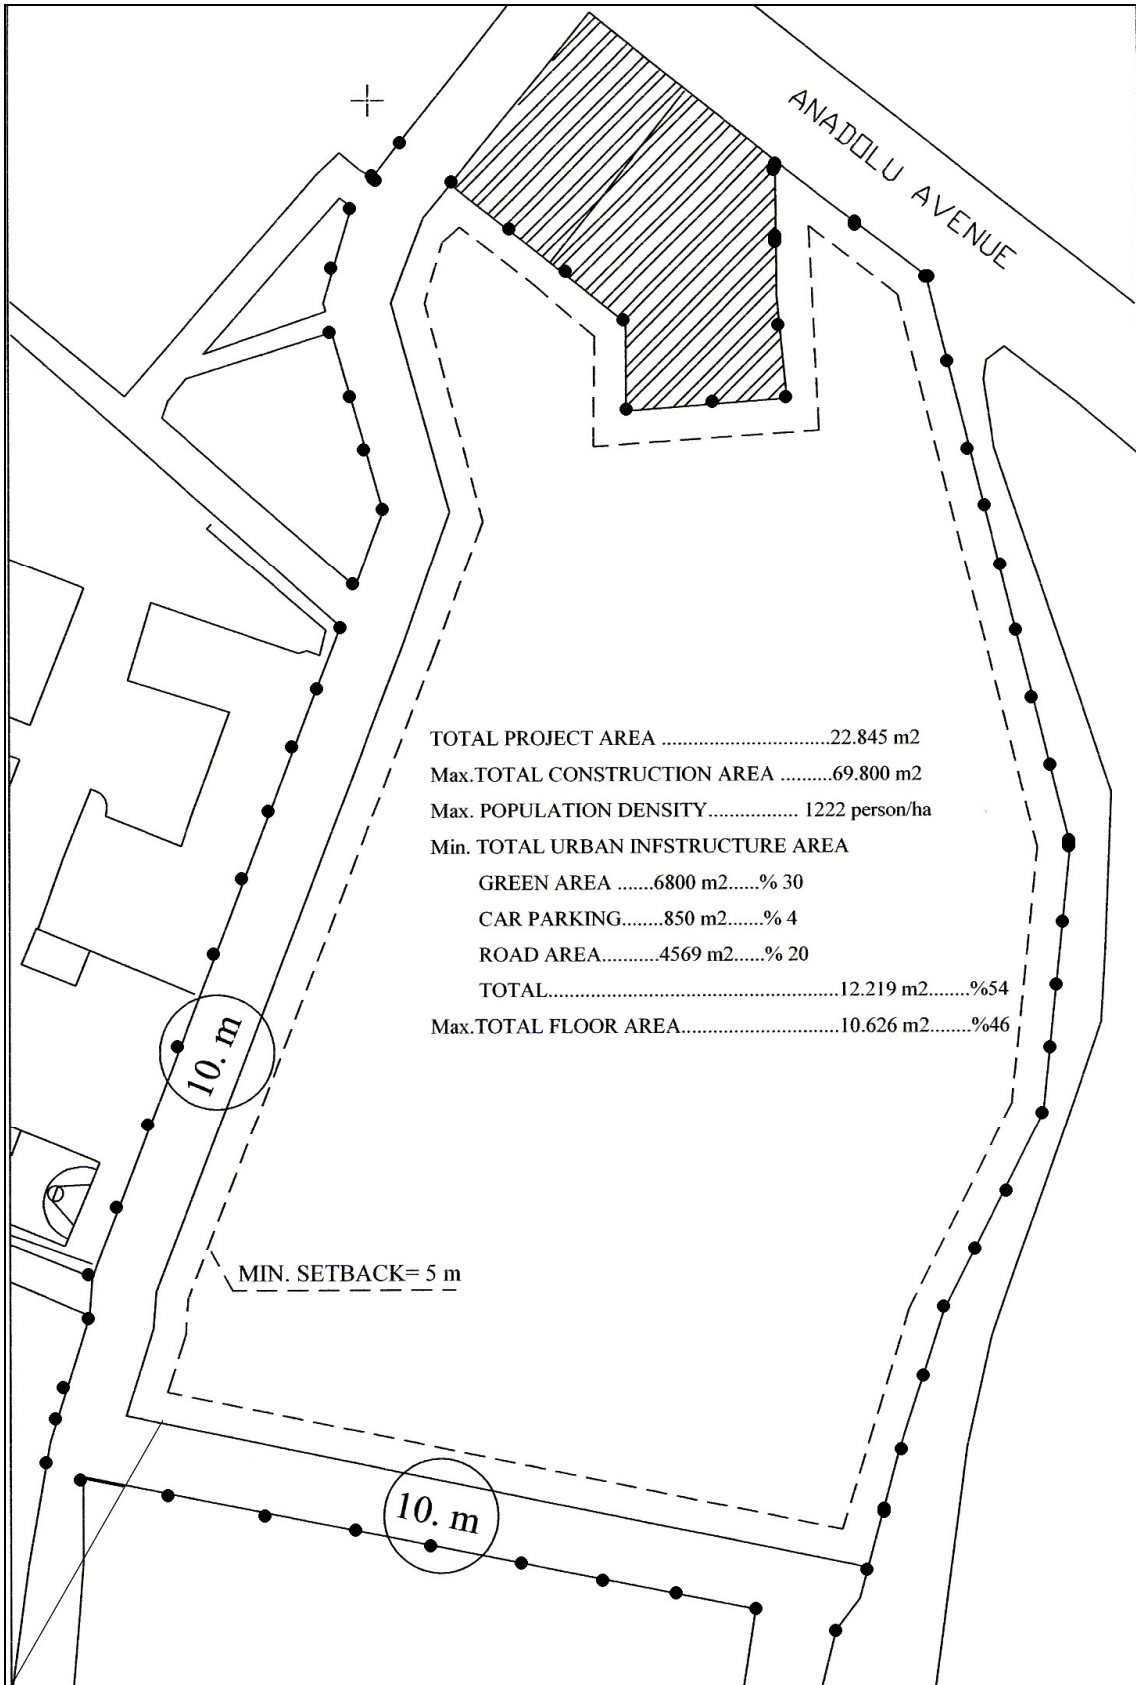 ANADOLU AVENUE
TOTAL PROJECT AREA ..............................22.845 m2
Max.TOTAL CONSTRUCTION AREA .........69.800 m2
Max. POPULATION DENSITY................ 1222 person/ha
Min. TOTAL URBAN INFSTRUCTURE AREA
GREEN AREA .......6800 m2.....% 30
CAR PARKING.......850 m2......% 4
ROAD AREA..........4569 m2.....% 20
TOTAL....................................................12.219 m2.......%54
Max.TOTAL FLOOR AREA............................10.626 m2.......%46
10. m
MIN. SETBACK= 5 m
10. m